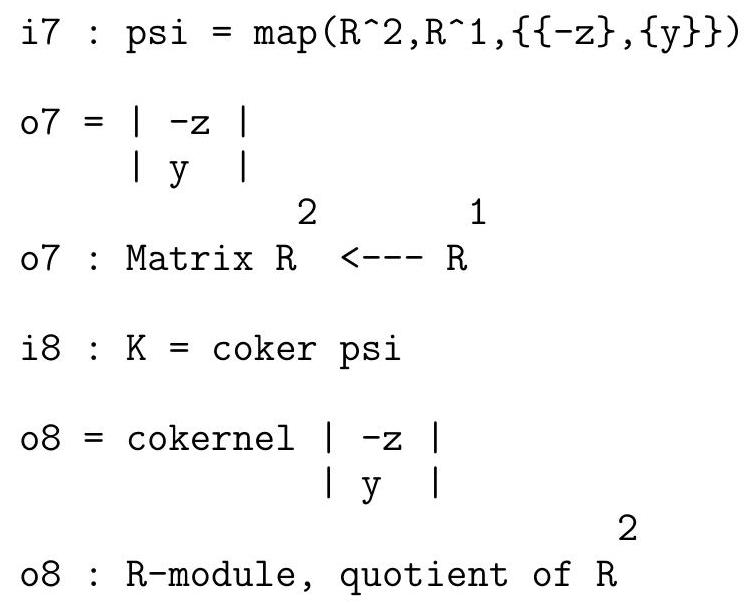 i7 : psi = map(R^2,R^1,{{-z},{y}})
o7 = | -z |
| y |
2 1
o7 : Matrix R <--- R
i8 : K = coker psi
o8 = cokernel | -z |
| y |
2
o8 : R-module, quotient of R